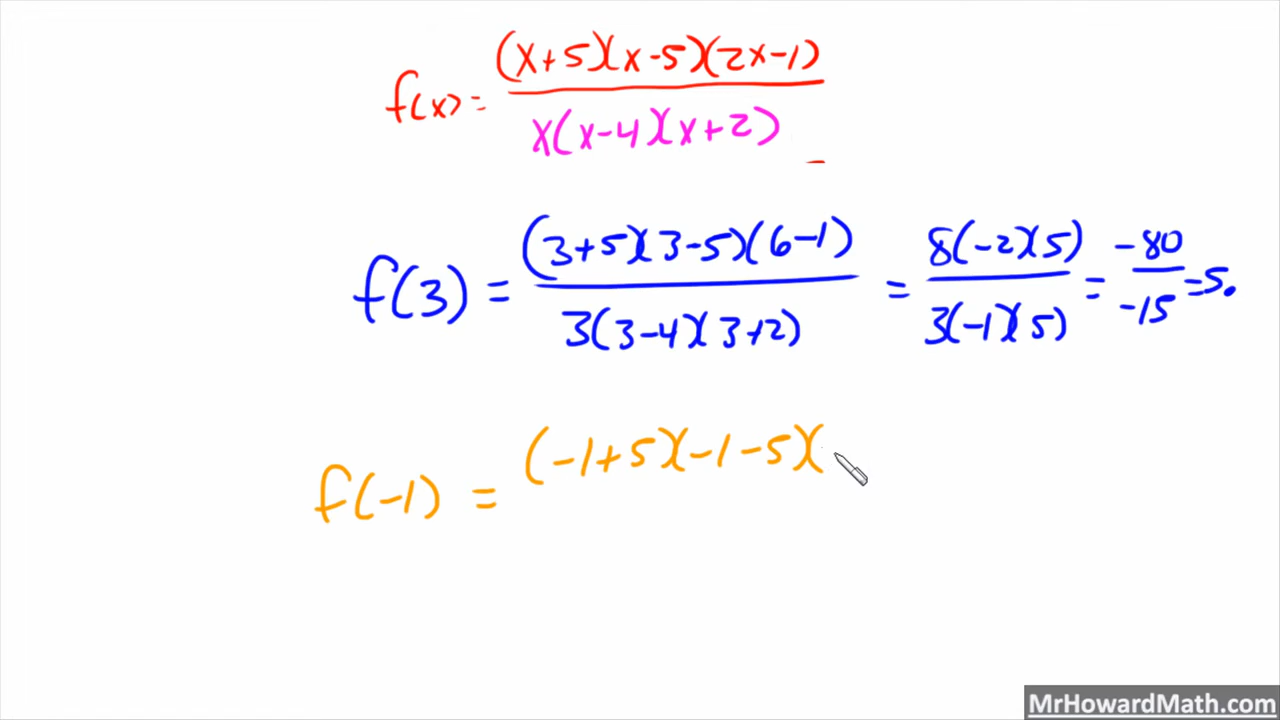 f(x) = (x+5)(x-5)(2x-1)
x(x-4)(x+2)
f(3) = (3+5)(3-5)(6-1) = 8(-2)(5) = -80 = 5.
3(3-4)(3+2) 3(-1)(5) -15
f(-1) = (-1+5)(-1-5)(
MrHowardMath.com